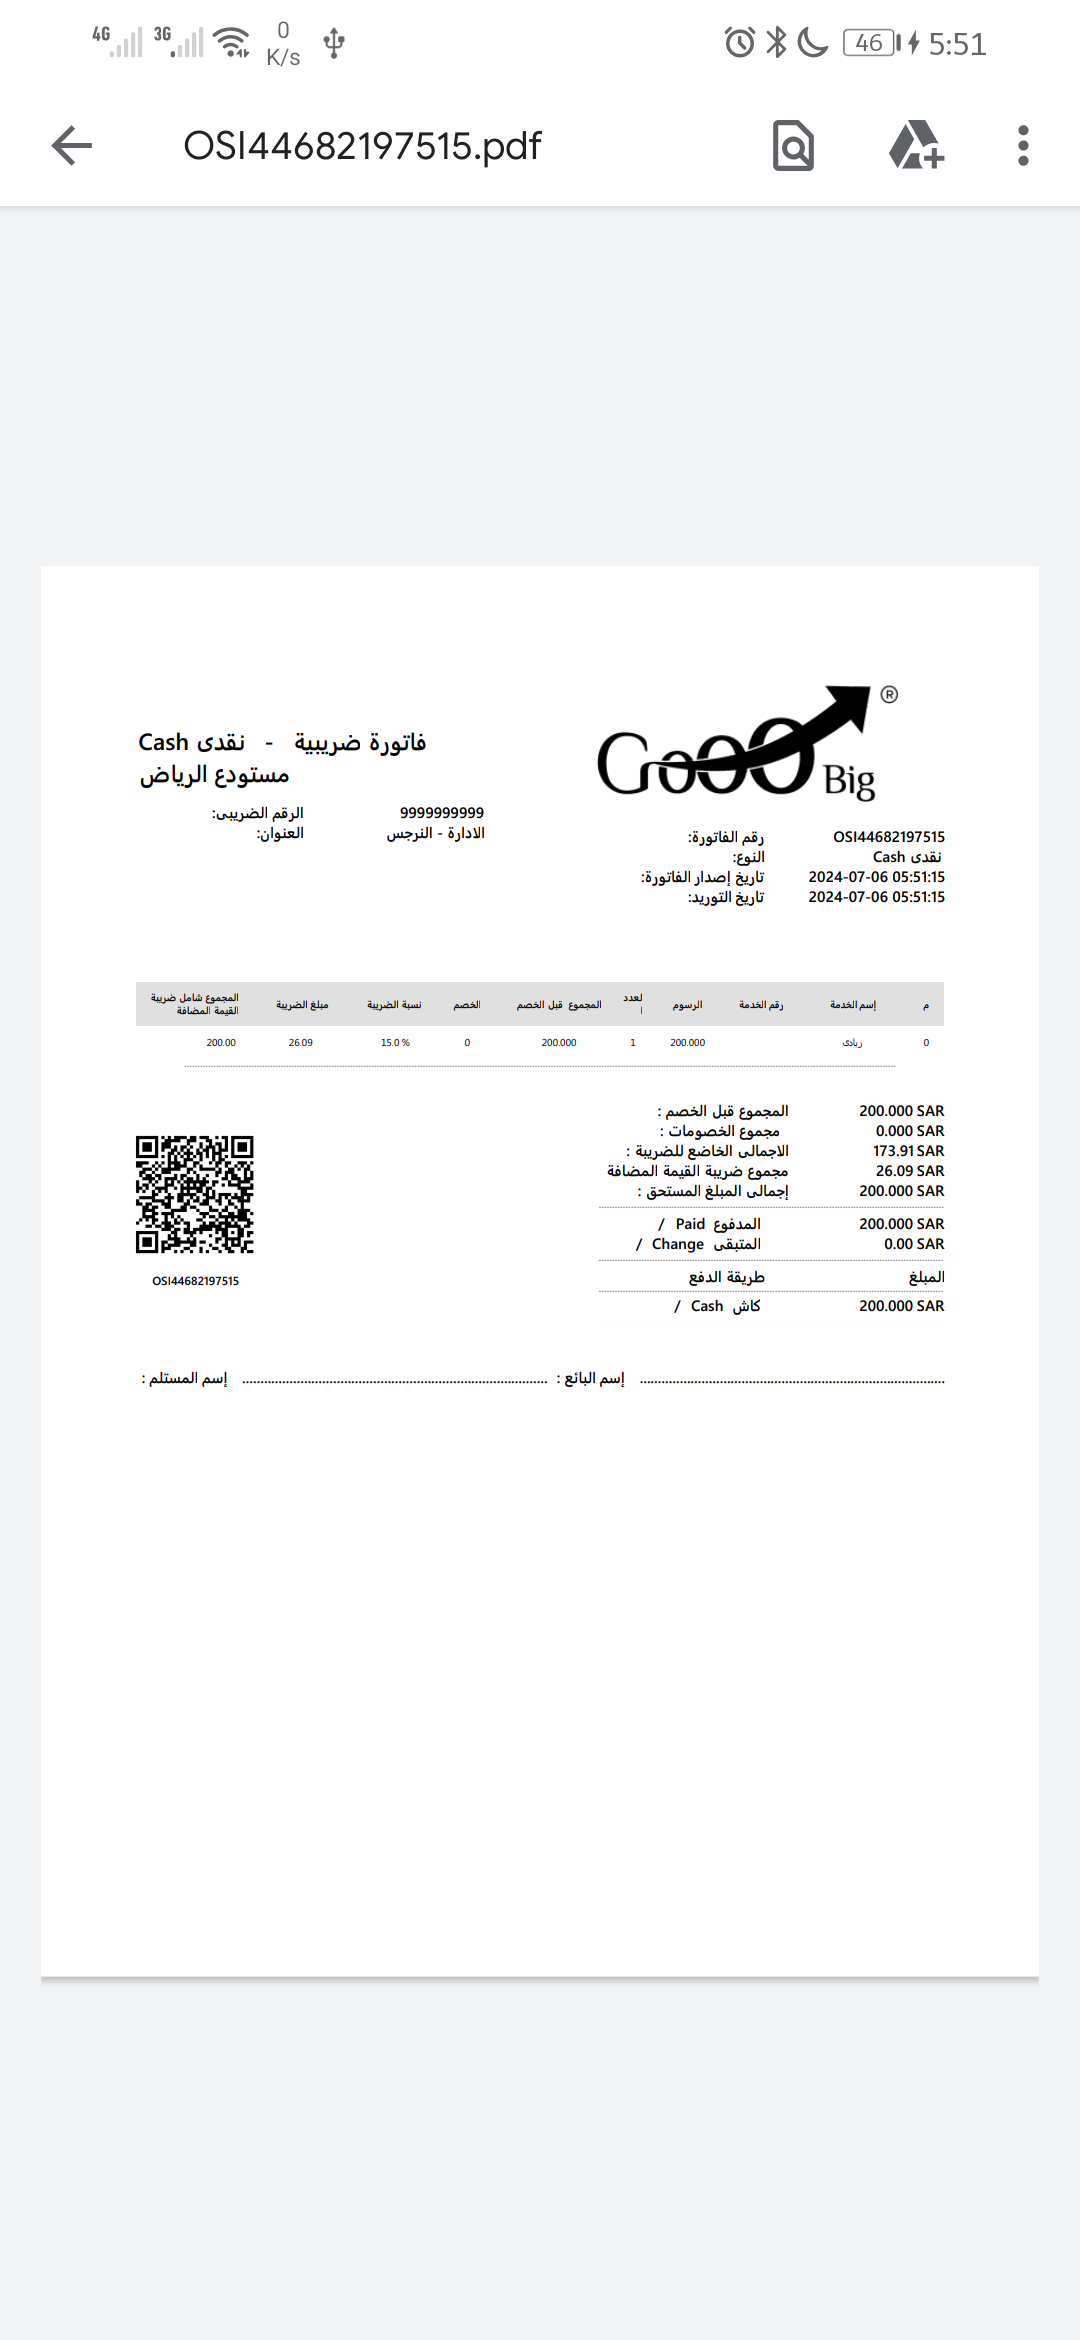 4G 3G 0 K/s 46 5:51
OSI44682197515.pdf
GoOO Big ®
فاتورة ضريبية - نقدى Cash
مستودع الرياض
الرقم الضريبى: 9999999999
العنوان: الادارة - النرجس
رقم الفاتورة: OSI44682197515
النوع: نقدى Cash
تاريخ إصدار الفاتورة: 2024-07-06 05:51:15
تاريخ التوريد: 2024-07-06 05:51:15
م إسم الخدمة رقم الخدمة الرسوم لعدد ا المجموع قبل الخصم الخصم نسبة الضريبة مبلغ الضريبة المجموع شامل ضريبة القيمة المضافة
0 زبادى 200.000 1 200.000 0 15.0 % 26.09 200.00
المجموع قبل الخصم : 200.000 SAR
مجموع الخصومات : 0.000 SAR
الاجمالى الخاضع للضريبة : 173.91 SAR
مجموع ضريبة القيمة المضافة 26.09 SAR
إجمالى المبلغ المستحق : 200.000 SAR
المدفوع Paid / 200.000 SAR
المتبقى Change / 0.00 SAR
طريقة الدفع المبلغ
كاش Cash / 200.000 SAR
OSI44682197515
إسم المستلم : ........ إسم البائع : ........